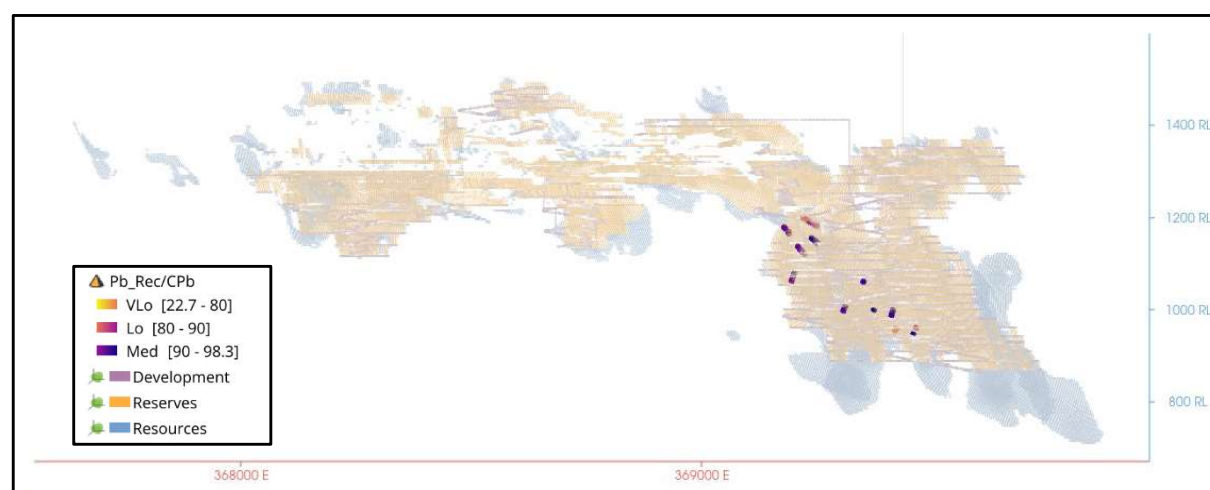 1400 RL
1200 RL
Pb_Rec/CPb
VLo [22.7 - 80]
Lo [80 - 90]
1000 RL
Med [90 - 98.3]
Development
Reserves
800 RL
Resources
368000 E
369000 E